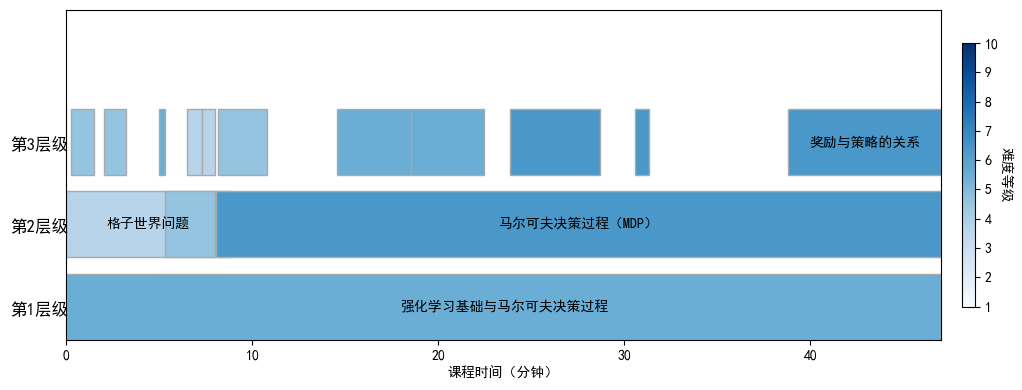 第3层级
奖励与策略的关系
第2层级
格子世界问题
马尔可夫决策过程（MDP）
第1层级
强化学习基础与马尔可夫决策过程
0
10
20
30
40
课程时间（分钟）
10
9
8
7
6
5
4
3
2
1
难度等级